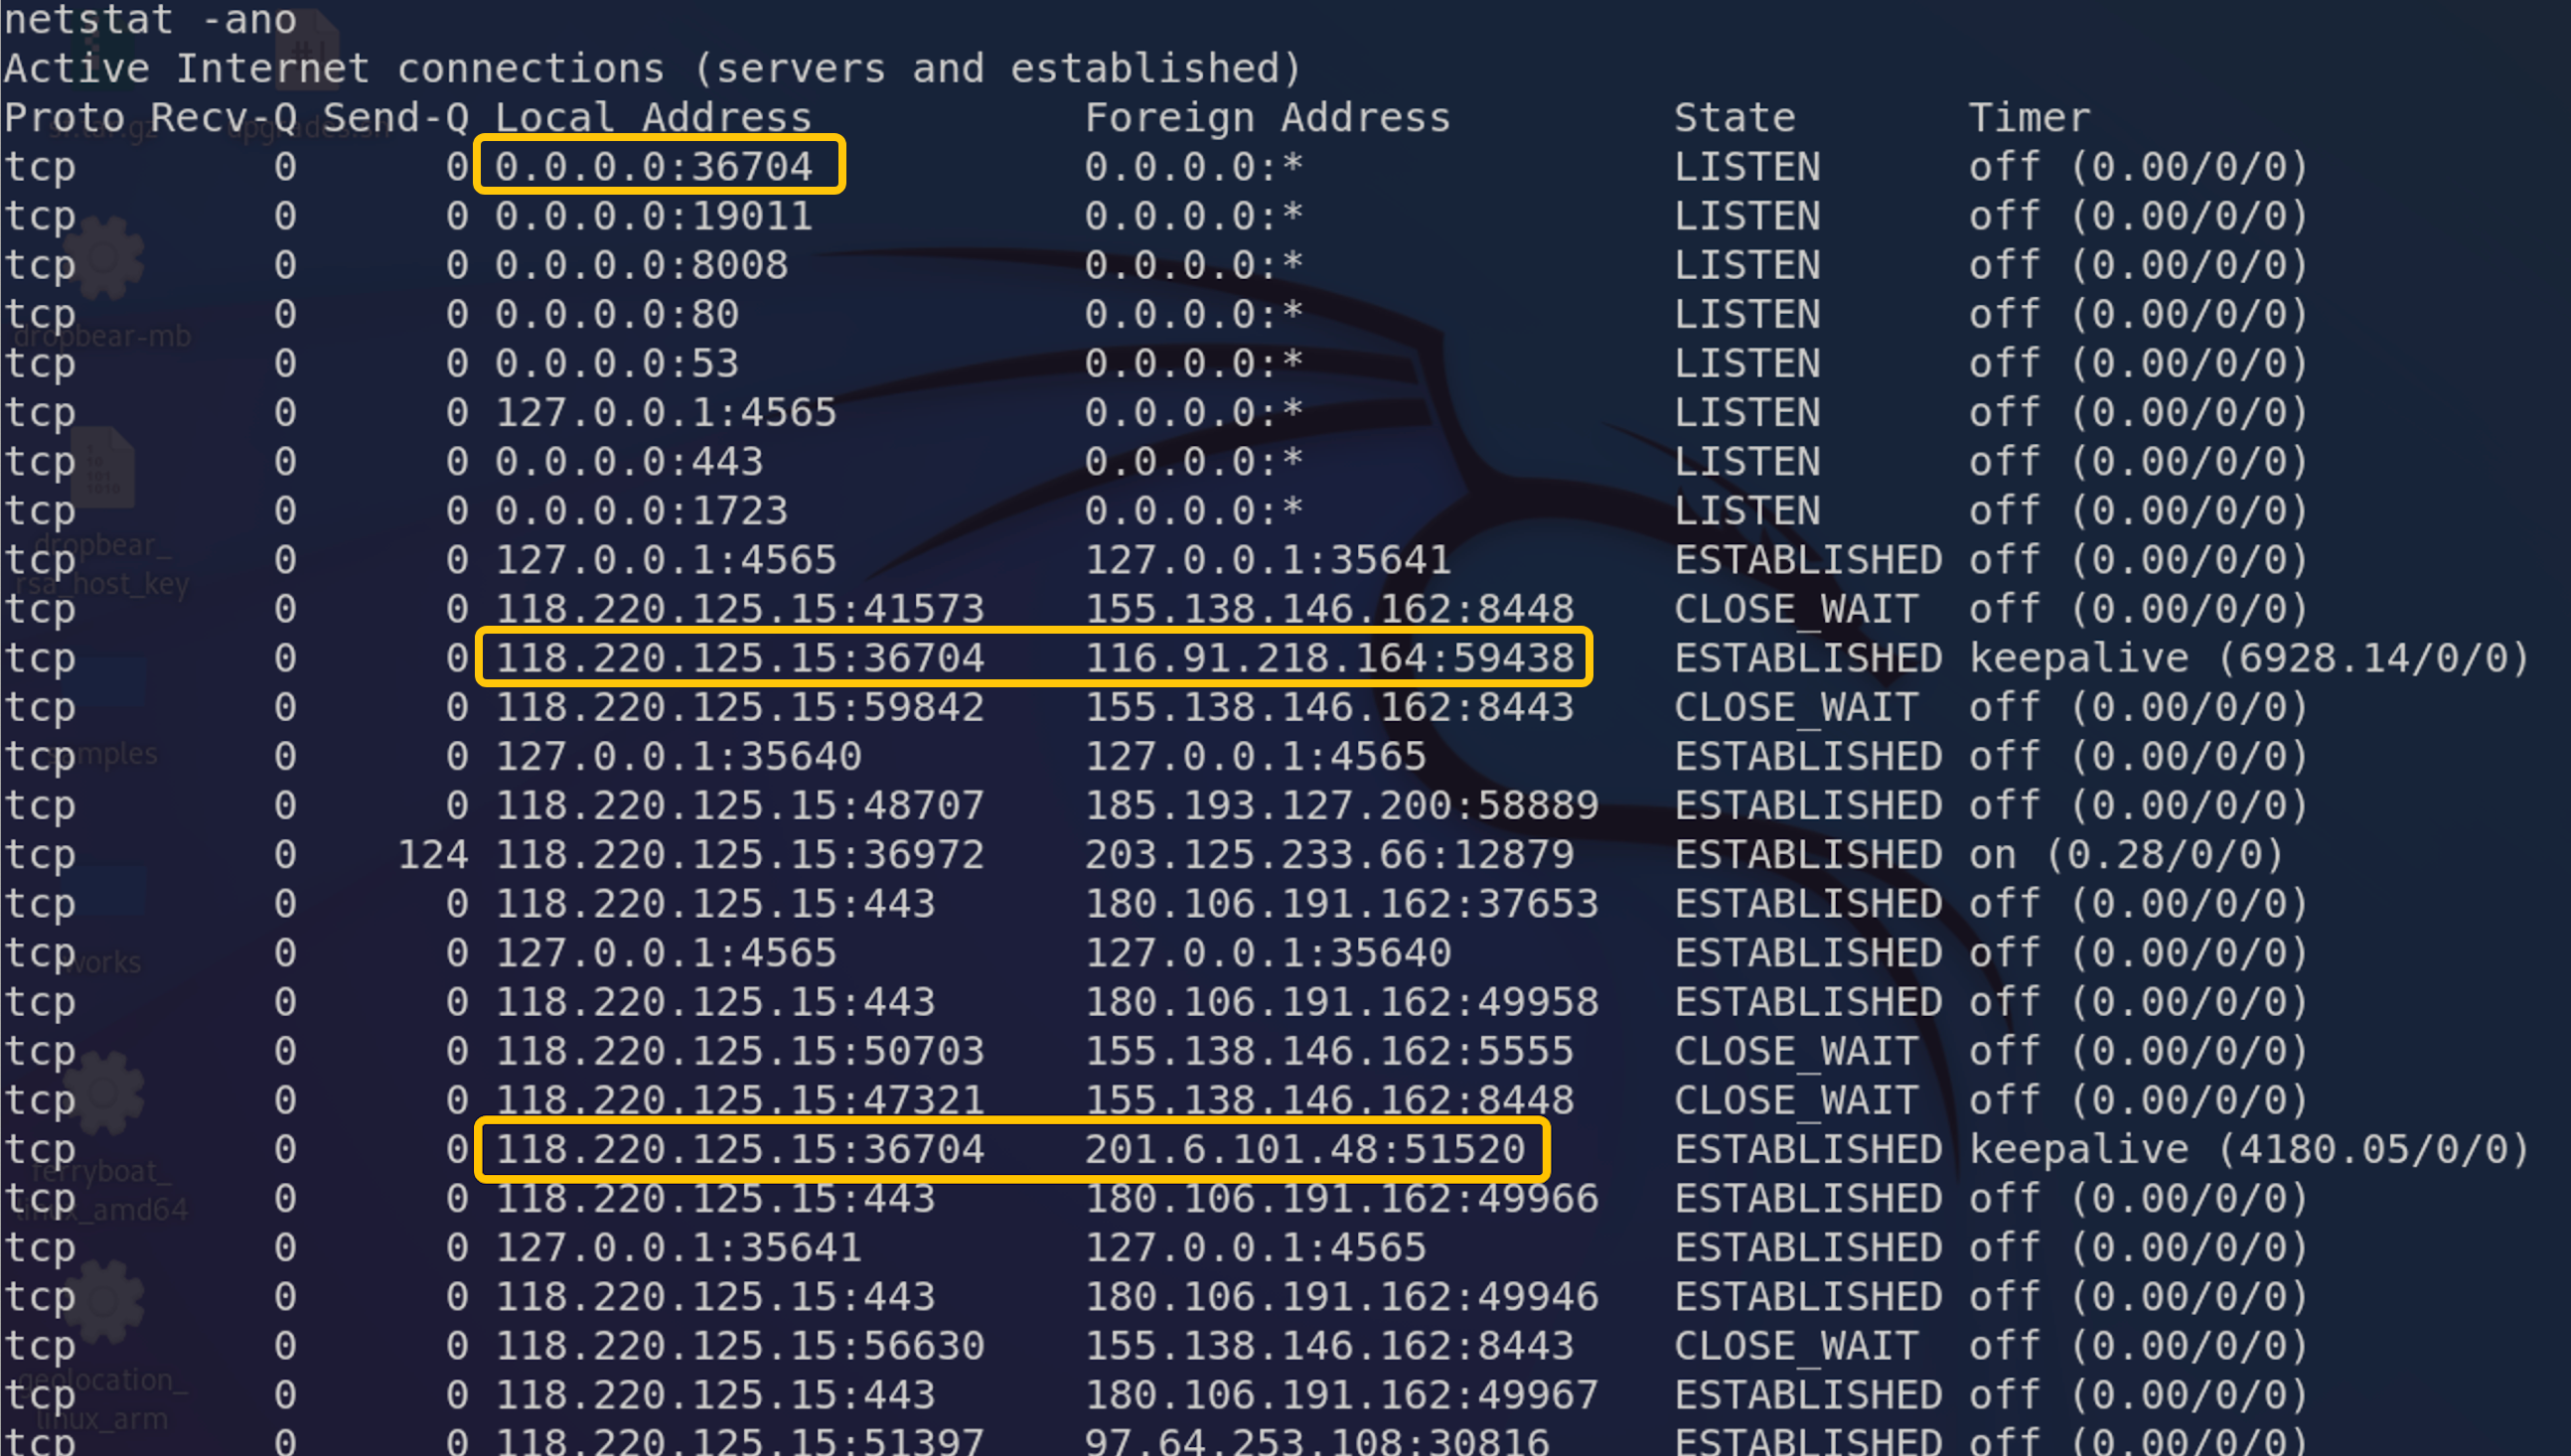 netstat -ano
Active Internet connections (servers and established)
Proto Recv-Q Send-Q Local Address           Foreign Address         State       Timer
tcp        0      0 0.0.0.0:36704           0.0.0.0:*               LISTEN      off (0.00/0/0)
tcp        0      0 0.0.0.0:19011           0.0.0.0:*               LISTEN      off (0.00/0/0)
tcp        0      0 0.0.0.0:8008            0.0.0.0:*               LISTEN      off (0.00/0/0)
tcp        0      0 0.0.0.0:80              0.0.0.0:*               LISTEN      off (0.00/0/0)
dropbear-mb
tcp        0      0 0.0.0.0:53              0.0.0.0:*               LISTEN      off (0.00/0/0)
tcp        0      0 127.0.0.1:4565          0.0.0.0:*               LISTEN      off (0.00/0/0)
tcp        0      0 0.0.0.0:443             0.0.0.0:*               LISTEN      off (0.00/0/0)
tcp        0      0 0.0.0.0:1723            0.0.0.0:*               LISTEN      off (0.00/0/0)
dropbear_
tcp        0      0 127.0.0.1:4565          127.0.0.1:35641         ESTABLISHED off (0.00/0/0)
rsa_host_key
tcp        0      0 118.220.125.15:41573    155.138.146.162:8448    CLOSE_WAIT  off (0.00/0/0)
tcp        0      0 118.220.125.15:36704    116.91.218.164:59438    ESTABLISHED keepalive (6928.14/0/0)
tcp        0      0 118.220.125.15:59842    155.138.146.162:8443    CLOSE_WAIT  off (0.00/0/0)
tcp        0      0 127.0.0.1:35640         127.0.0.1:4565          ESTABLISHED off (0.00/0/0)
samples
tcp        0      0 118.220.125.15:48707    185.193.127.200:58889   ESTABLISHED off (0.00/0/0)
tcp        0    124 118.220.125.15:36972    203.125.233.66:12879    ESTABLISHED on (0.28/0/0)
tcp        0      0 118.220.125.15:443      180.106.191.162:37653   ESTABLISHED off (0.00/0/0)
tcp        0      0 127.0.0.1:4565          127.0.0.1:35640         ESTABLISHED off (0.00/0/0)
works
tcp        0      0 118.220.125.15:443      180.106.191.162:49958   ESTABLISHED off (0.00/0/0)
tcp        0      0 118.220.125.15:50703    155.138.146.162:5555    CLOSE_WAIT  off (0.00/0/0)
tcp        0      0 118.220.125.15:47321    155.138.146.162:8448    CLOSE_WAIT  off (0.00/0/0)
tcp        0      0 118.220.125.15:36704    201.6.101.48:51520      ESTABLISHED keepalive (4180.05/0/0)
ferryboat_
tcp        0      0 118.220.125.15:443      180.106.191.162:49966   ESTABLISHED off (0.00/0/0)
linux_amd64
tcp        0      0 127.0.0.1:35641         127.0.0.1:4565          ESTABLISHED off (0.00/0/0)
tcp        0      0 118.220.125.15:443      180.106.191.162:49946   ESTABLISHED off (0.00/0/0)
tcp        0      0 118.220.125.15:56630    155.138.146.162:8443    CLOSE_WAIT  off (0.00/0/0)
geolocation_
tcp        0      0 118.220.125.15:443      180.106.191.162:49967   ESTABLISHED off (0.00/0/0)
linux_arm
tcp        0      0 118.220.125.15:51397    97.64.253.108:30816     ESTABLISHED off (0.00/0/0)